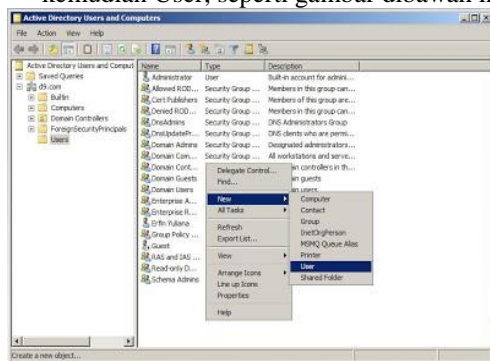 kemudian User, seperti gambar dibawah
Active Directory Users and Computers
File Action View Help
Active Directory Users and Comput
Saved Queries
d9.com
Builtin
Computers
Domain Controllers
ForeignSecurityPrincipals
Users
Name Type Description
Administrator User Built-in account for admini...
Allowed ROD... Security Group ... Members in this group can...
Cert Publishers Security Group ... Members of this group are...
Denied ROD... Security Group ... Members in this group can...
DnsAdmins Security Group ... DNS Administrators Group
DnsUpdatePr... Security Group ... DNS clients who are permi...
Domain Admins Security Group ... Designated administrators...
Domain Com... Security Group ... All workstations and serve...
Domain Cont... controllers in th...
Domain Guests guests
Domain Users users
Enterprise A...
Enterprise R...
Erfin Yuliana
Group Policy ...
Guest
RAS and IAS ...
Read-only D...
Schema Admins
Delegate Control...
Find...
New
All Tasks
Refresh
Export List...
View
Arrange Icons
Line up Icons
Properties
Help
Computer
Contact
Group
InetOrgPerson
MSMQ Queue Alias
Printer
User
Shared Folder
Create a new object...